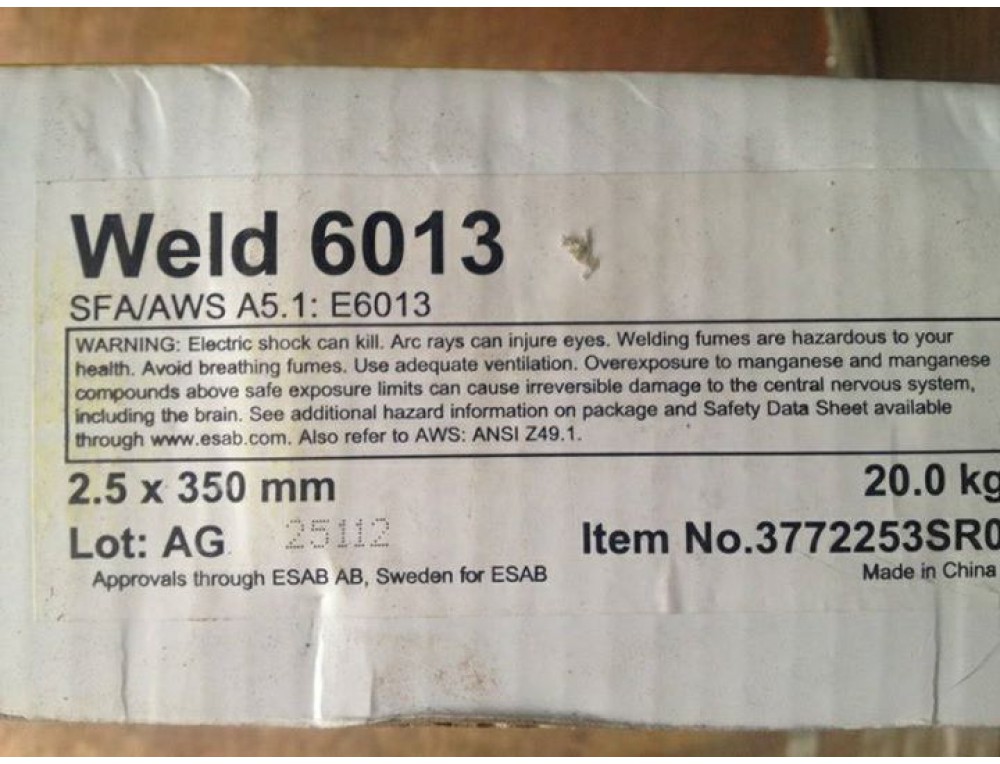 Weld 6013
SFA/AWS A5.1: E6013
WARNING: Electric shock can kill. Arc rays can injure eyes. Welding fumes are hazardous to your
health. Avoid breathing fumes. Use adequate ventilation. Overexposure to manganese and manganese
compounds above safe exposure limits can cause irreversible damage to the central nervous system,
including the brain. See additional hazard information on package and Safety Data Sheet available
through www.esab.com. Also refer to AWS: ANSI Z49.1.
2.5 x 350 mm 20.0 kg
Lot: AG 25112 Item No.3772253SR0
Approvals through ESAB AB, Sweden for ESAB Made in China